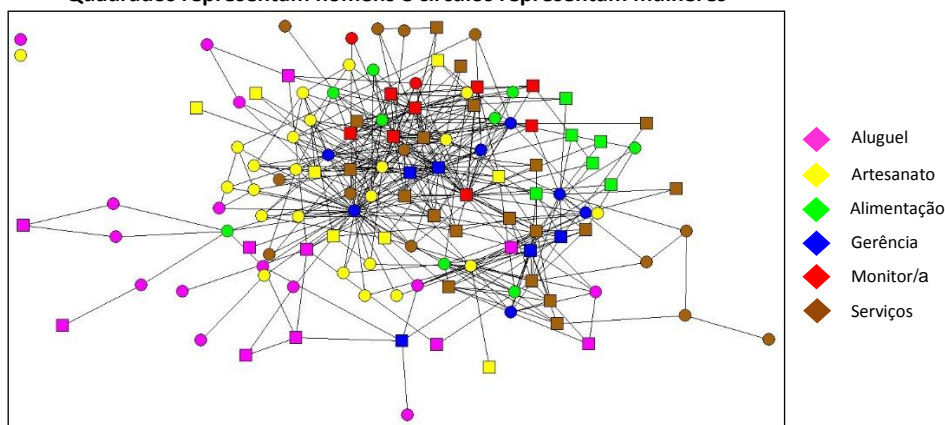 Quadrados representam homens e círculos representam mulheres
Aluguel
Artesanato
Alimentação
Gerência
Monitor/a
Serviços